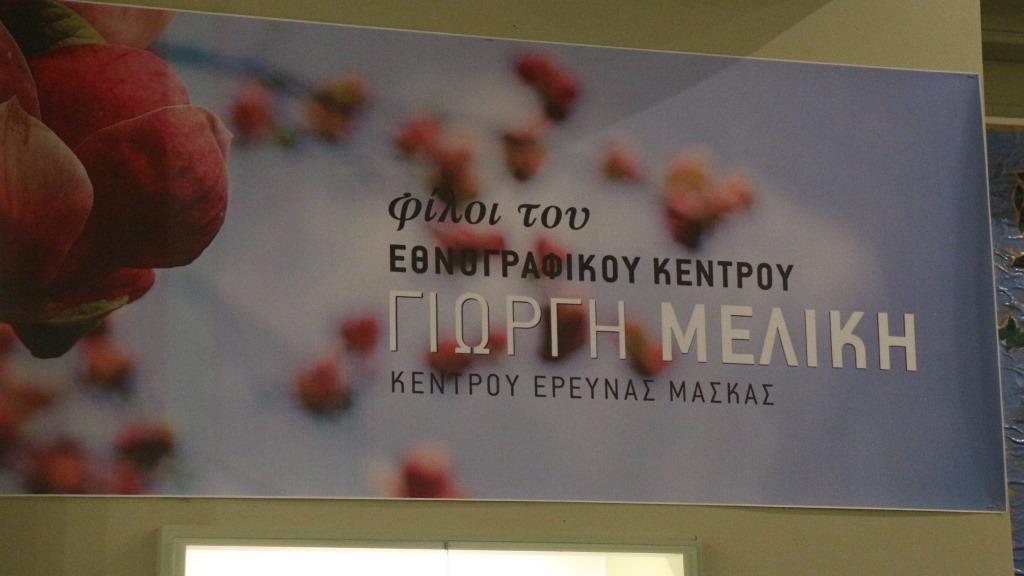 φίλοι του
ΕΘΝΟΓΡΑΦΙΚΟΥ ΚΕΝΤΡΟΥ
ΓΙΩΡΓΗ ΜΕΛΙΚΗ
ΚΕΝΤΡΟΥ ΕΡΕΥΝΑΣ ΜΑΣΚΑΣ